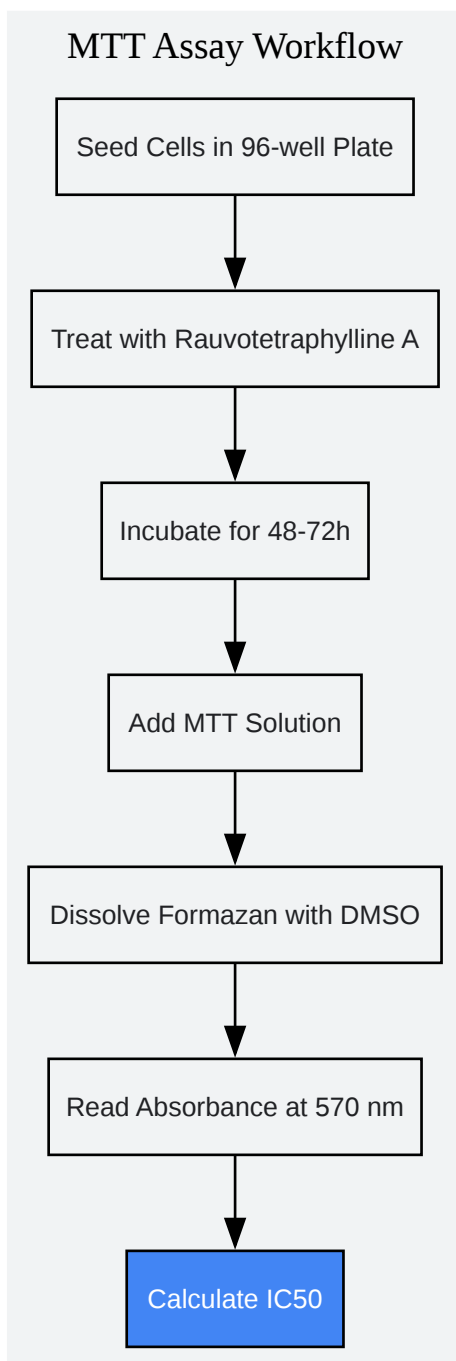 MTT Assay Workflow
Seed Cells in 96-well Plate
Treat with Rauvotetraphylline A
Incubate for 48-72h
Add MTT Solution
Dissolve Formazan with DMSO
Read Absorbance at 570 nm
Calculate IC50